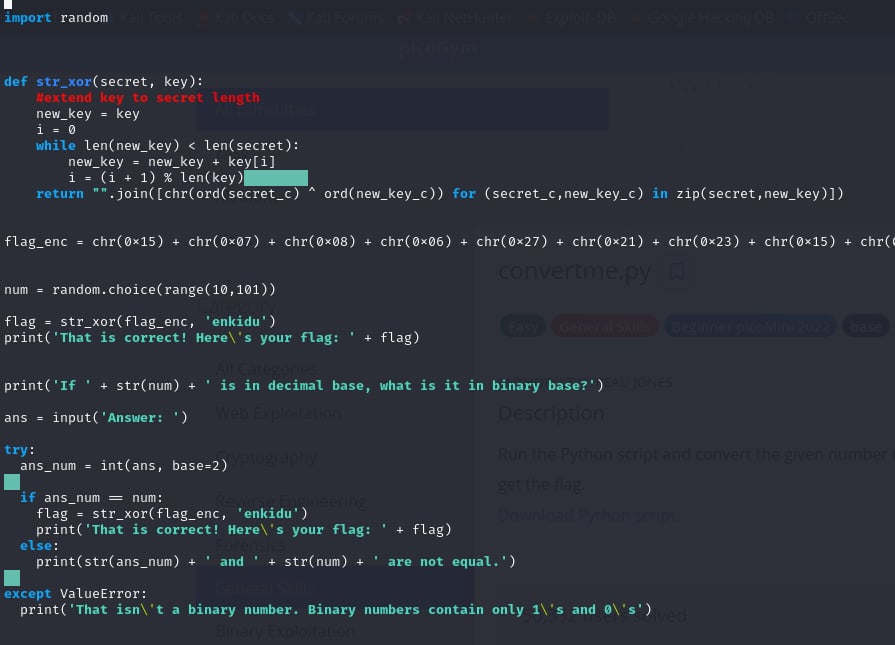 Kali Tools Kali Docs Kali Forums Kali NetHunter Exploit-DB Google Hacking DB OffSec
import random
picoGym
def str_xor(secret, key):
    #extend key to secret length
All Difficulties
    new_key = key
    i = 0
    while len(new_key) < len(secret):
        new_key = new_key + key[i]
        i = (i + 1) % len(key)
    return "".join([chr(ord(secret_c) ^ ord(new_key_c)) for (secret_c,new_key_c) in zip(secret,new_key)])
flag_enc = chr(0×15) + chr(0×07) + chr(0×08) + chr(0×06) + chr(0×27) + chr(0×21) + chr(0×23) + chr(0×15) + chr(0
convertme.py
num = random.choice(range(10,101))
Category
flag = str_xor(flag_enc, 'enkidu')
Easy General Skills Beginner picoMini 2022 base
print('That is correct! Here\'s your flag: ' + flag)
All Categories
print('If ' + str(num) + ' is in decimal base, what is it in binary base?')
JONES
Web Exploitation
Description
ans = input('Answer: ')
try:
Cryptography
Run the Python script and convert the given number
  ans_num = int(ans, base=2)
get the flag.
  if ans_num == num:
Reverse Engineering
    flag = str_xor(flag_enc, 'enkidu')
Download Python script
    print('That is correct! Here\'s your flag: ' + flag)
  else:
Forensics
    print(str(ans_num) + ' and ' + str(num) + ' are not equal.')
General Skills
except ValueError:
  print('That isn\'t a binary number. Binary numbers contain only 1\'s and 0\'s')
users solved
Binary Exploitation